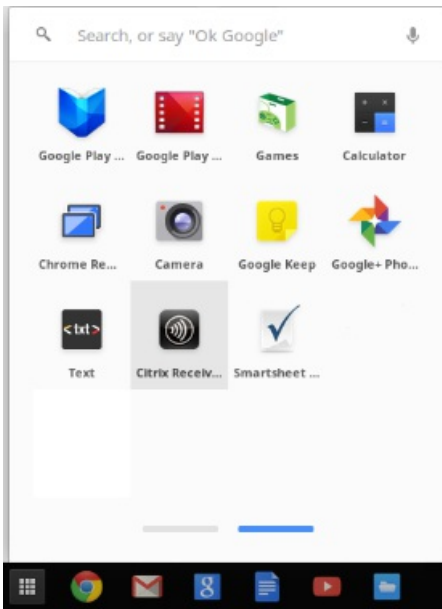 Search, or say "Ok Google"
Google Play ... Google Play ... Games Calculator
Chrome Re... Camera Google Keep Google+ Pho...
<txt>
Text Citrix Receiv... Smartsheet ...
8